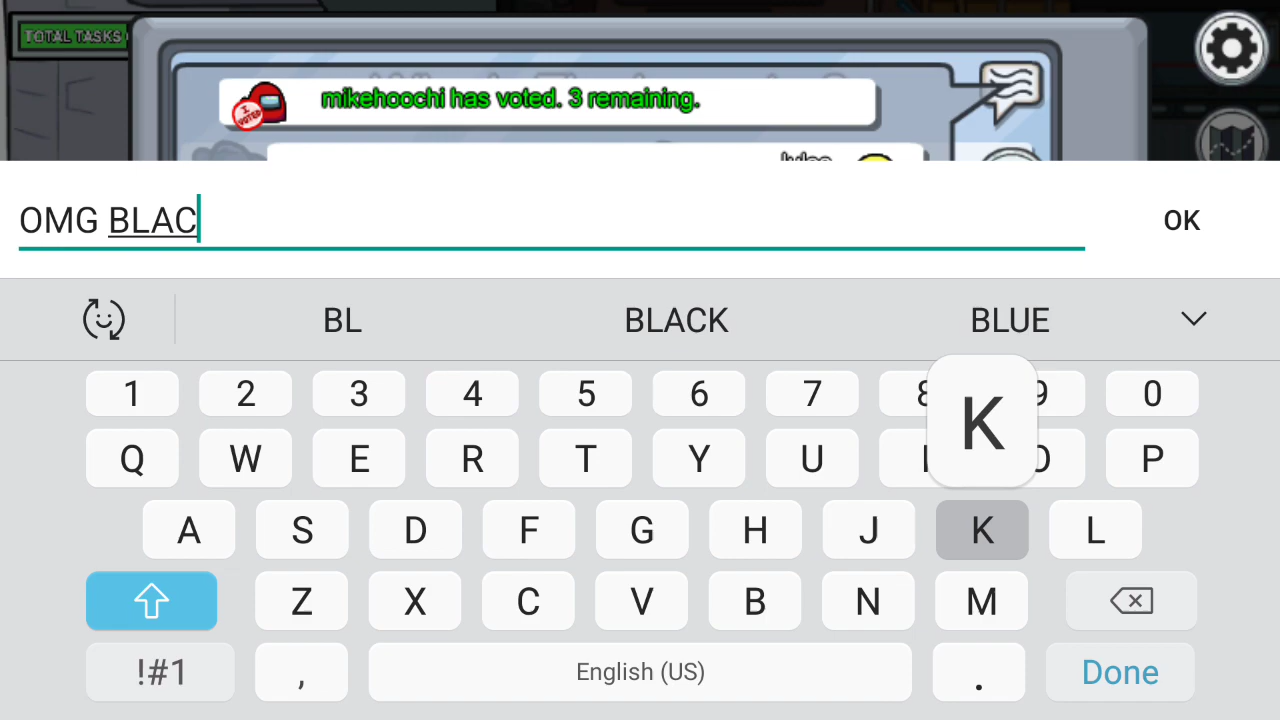 TOTAL TASKS
mikehoochi has voted. 3 remaining.
I VOTED
OMG BLAC
OK
BL BLACK BLUE
1 2 3 4 5 6 7 8 9 0
Q W E R T Y U I O P
K
A S D F G H J K L
Z X C V B N M
!#1 , English (US) . Done